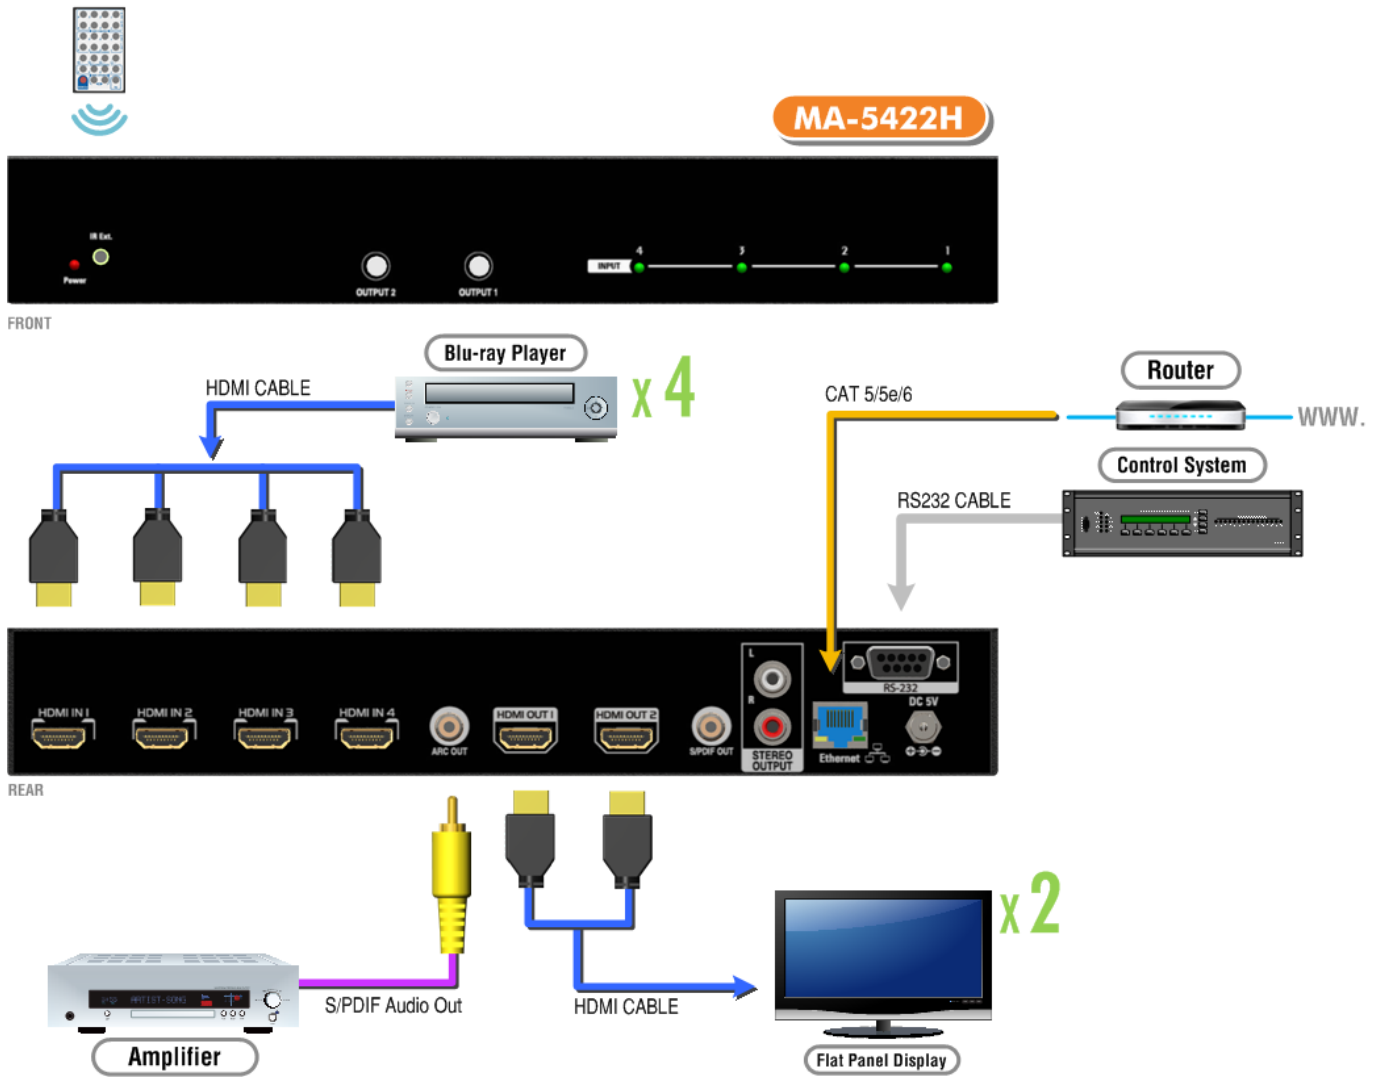 MA-5422H
IR Ext.
Power
OUTPUT 2
OUTPUT 1
INPUT
4
3
2
1
FRONT
Blu-ray Player
X 4
HDMI CABLE
CAT 5/5e/6
Router
WWW.
Control System
RS232 CABLE
HDMI IN 1
HDMI IN 2
HDMI IN 3
HDMI IN 4
ARC OUT
HDMI OUT 1
HDMI OUT 2
S/PDIF OUT
L
R
STEREO
OUTPUT
RS-232
DC 5V
Ethernet
REAR
X 2
ARTIST-SONG
S/PDIF Audio Out
HDMI CABLE
Amplifier
Flat Panel Display